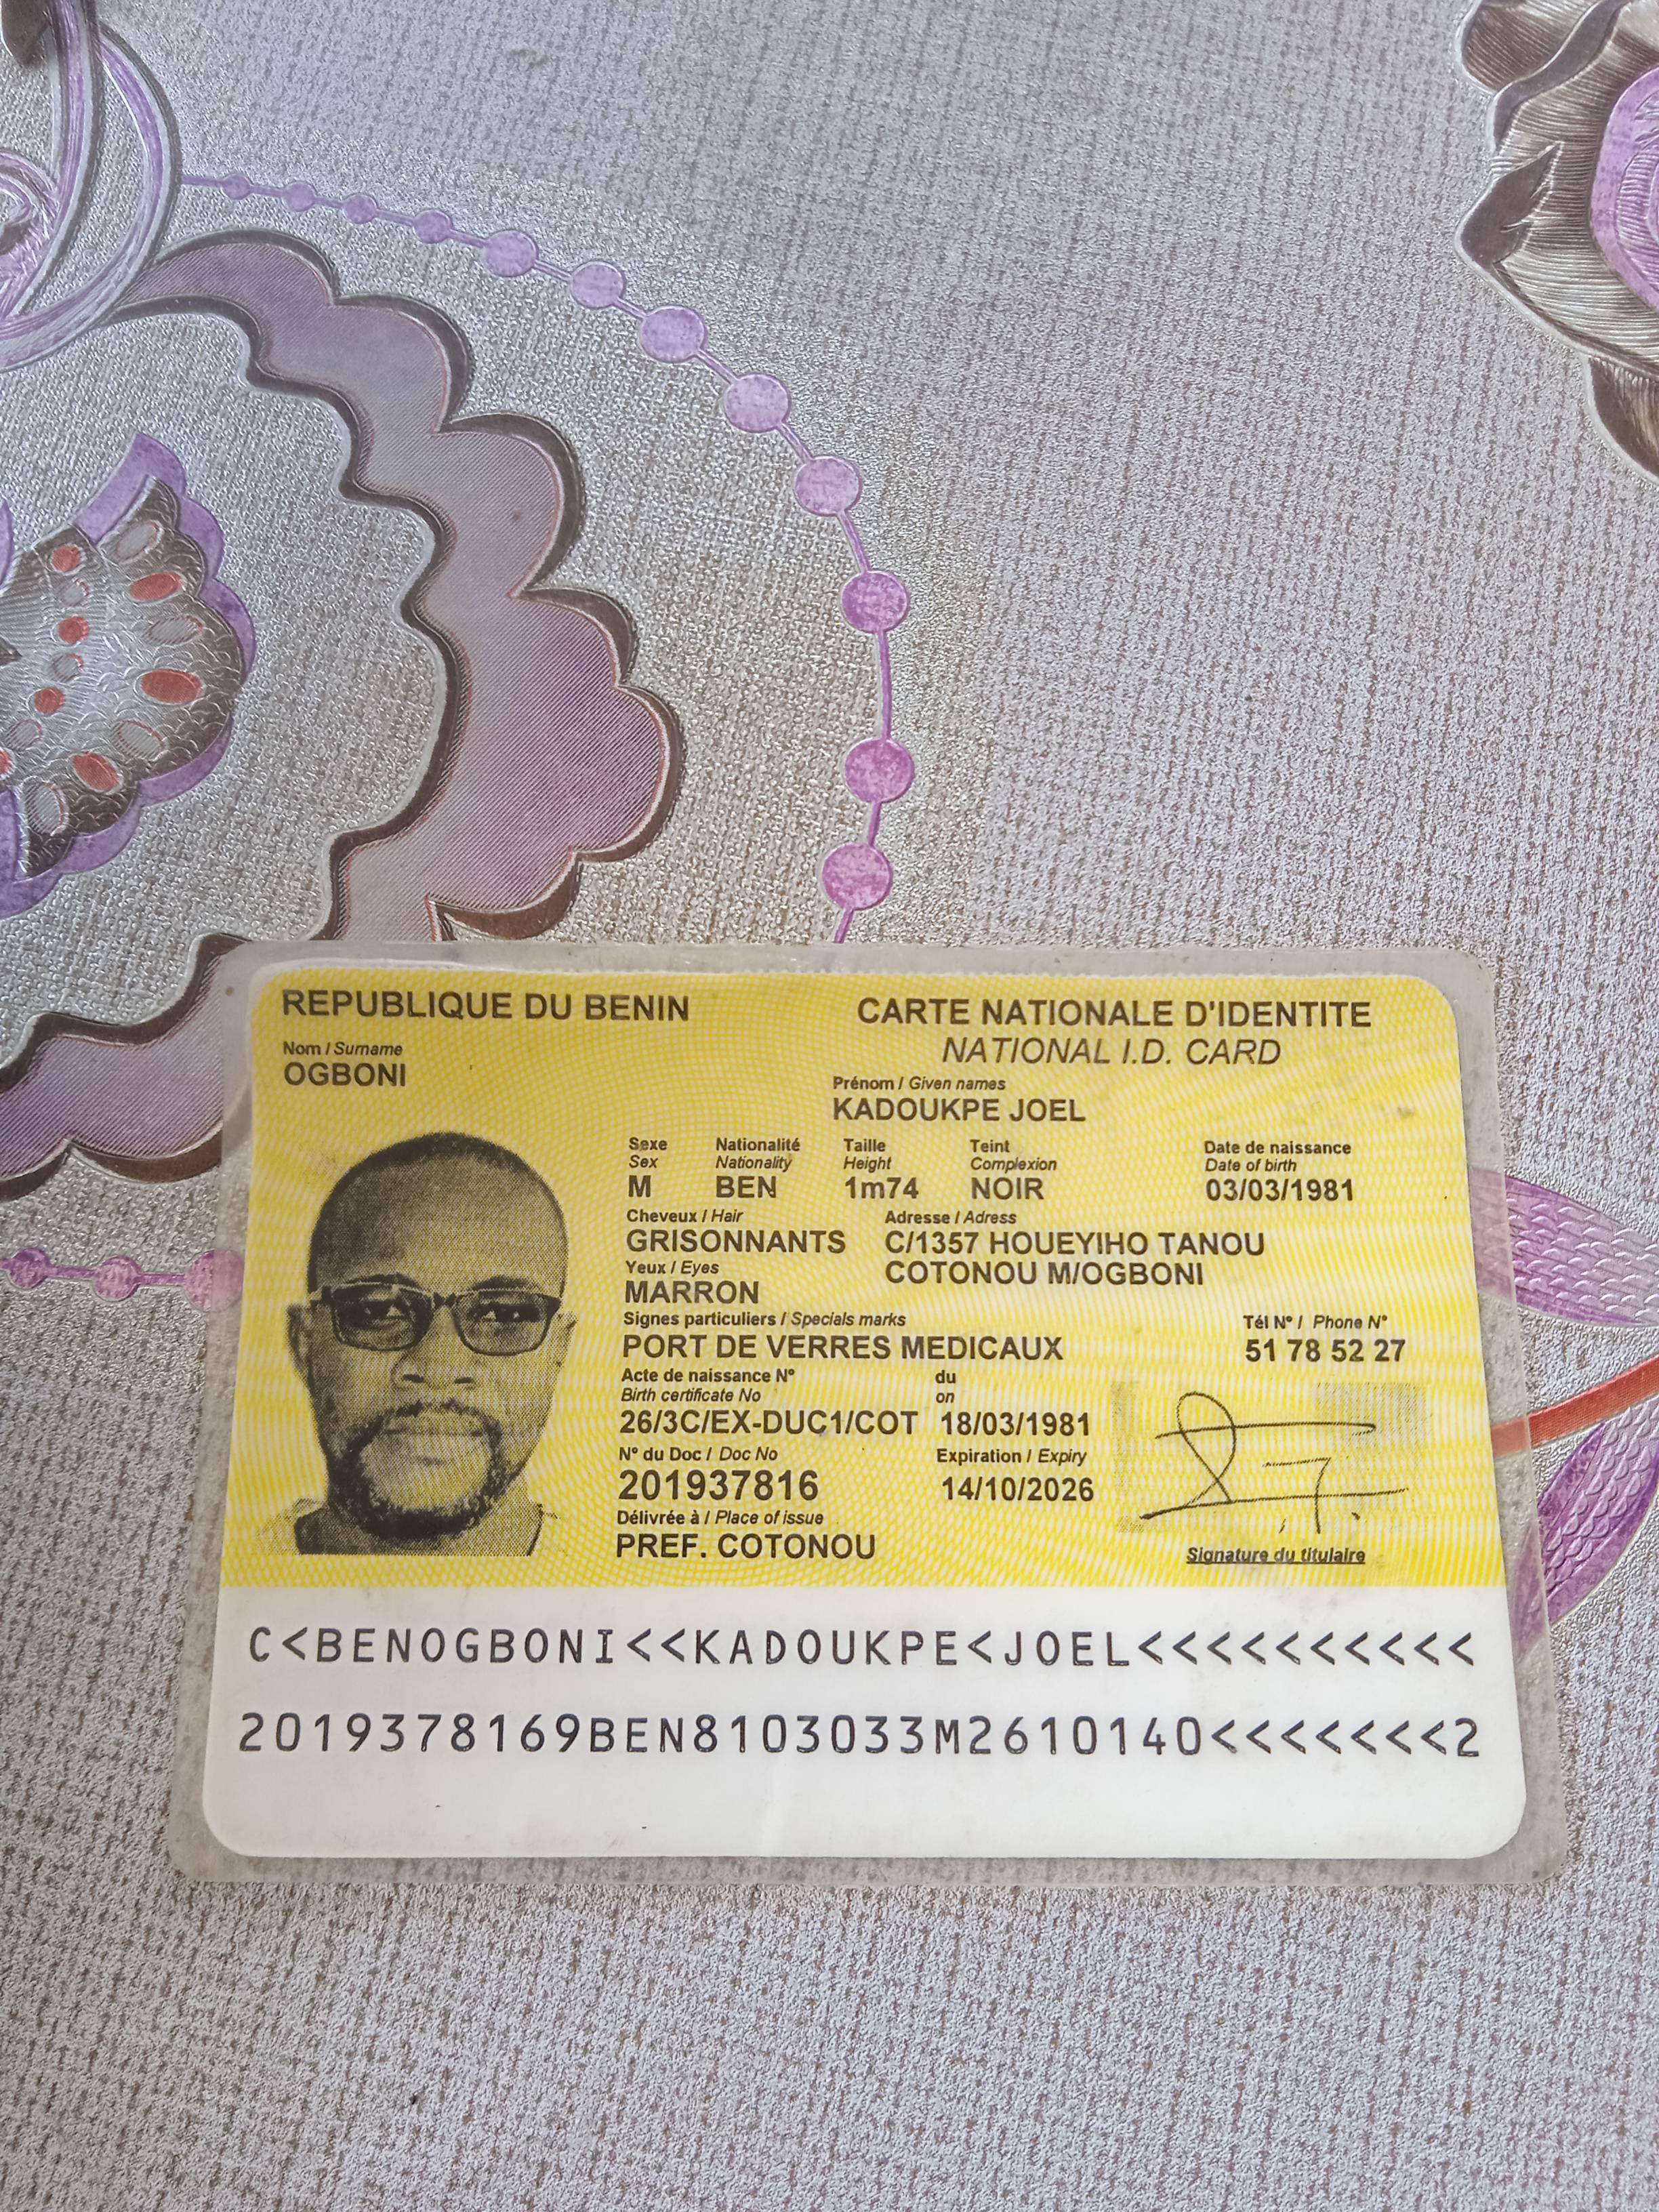 REPUBLIQUE DU BENIN
CARTE NATIONALE D'IDENTITE
NATIONAL I.D. CARD
Nom / Surname
OGBONI
Prénom / Given names
KADOUKPE JOEL
Sexe Nationalité Taille Teint Date de naissance
Sex Nationality Height Complexion Date of birth
M BEN 1m74 NOIR 03/03/1981
Cheveux / Hair Adresse / Adress
GRISONNANTS C/1357 HOUEYIHO TANOU
Yeux / Eyes COTONOU M/OGBONI
MARRON
Signes particuliers / Specials marks Tél N° / Phone N°
PORT DE VERRES MEDICAUX 51 78 52 27
Acte de naissance N° du
Birth certificate No on
26/3C/EX-DUC1/COT 18/03/1981
N° du Doc / Doc No Expiration / Expiry
201937816 14/10/2026
Délivrée à / Place of issue
PREF. COTONOU
Signature du titulaire
C<BENOGBONI<<KADOUKPE<JOEL<<<<<<<<<<
2019378169BEN8103033M2610140<<<<<<<2